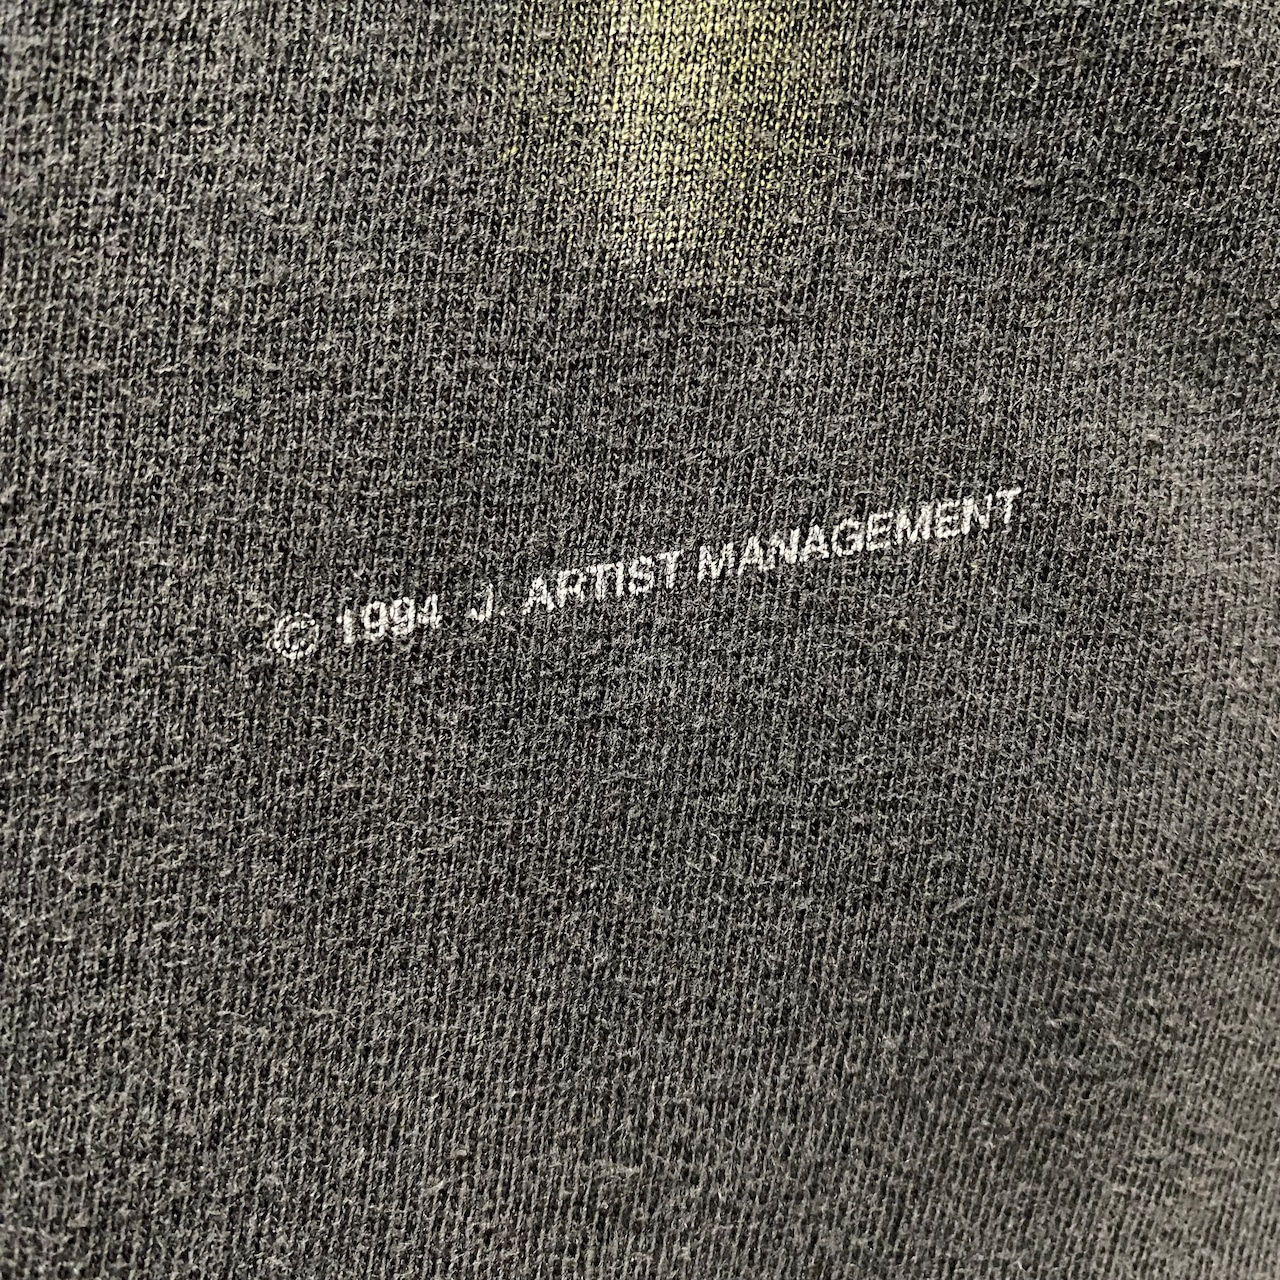 © 1994 J. ARTIST MANAGEMENT